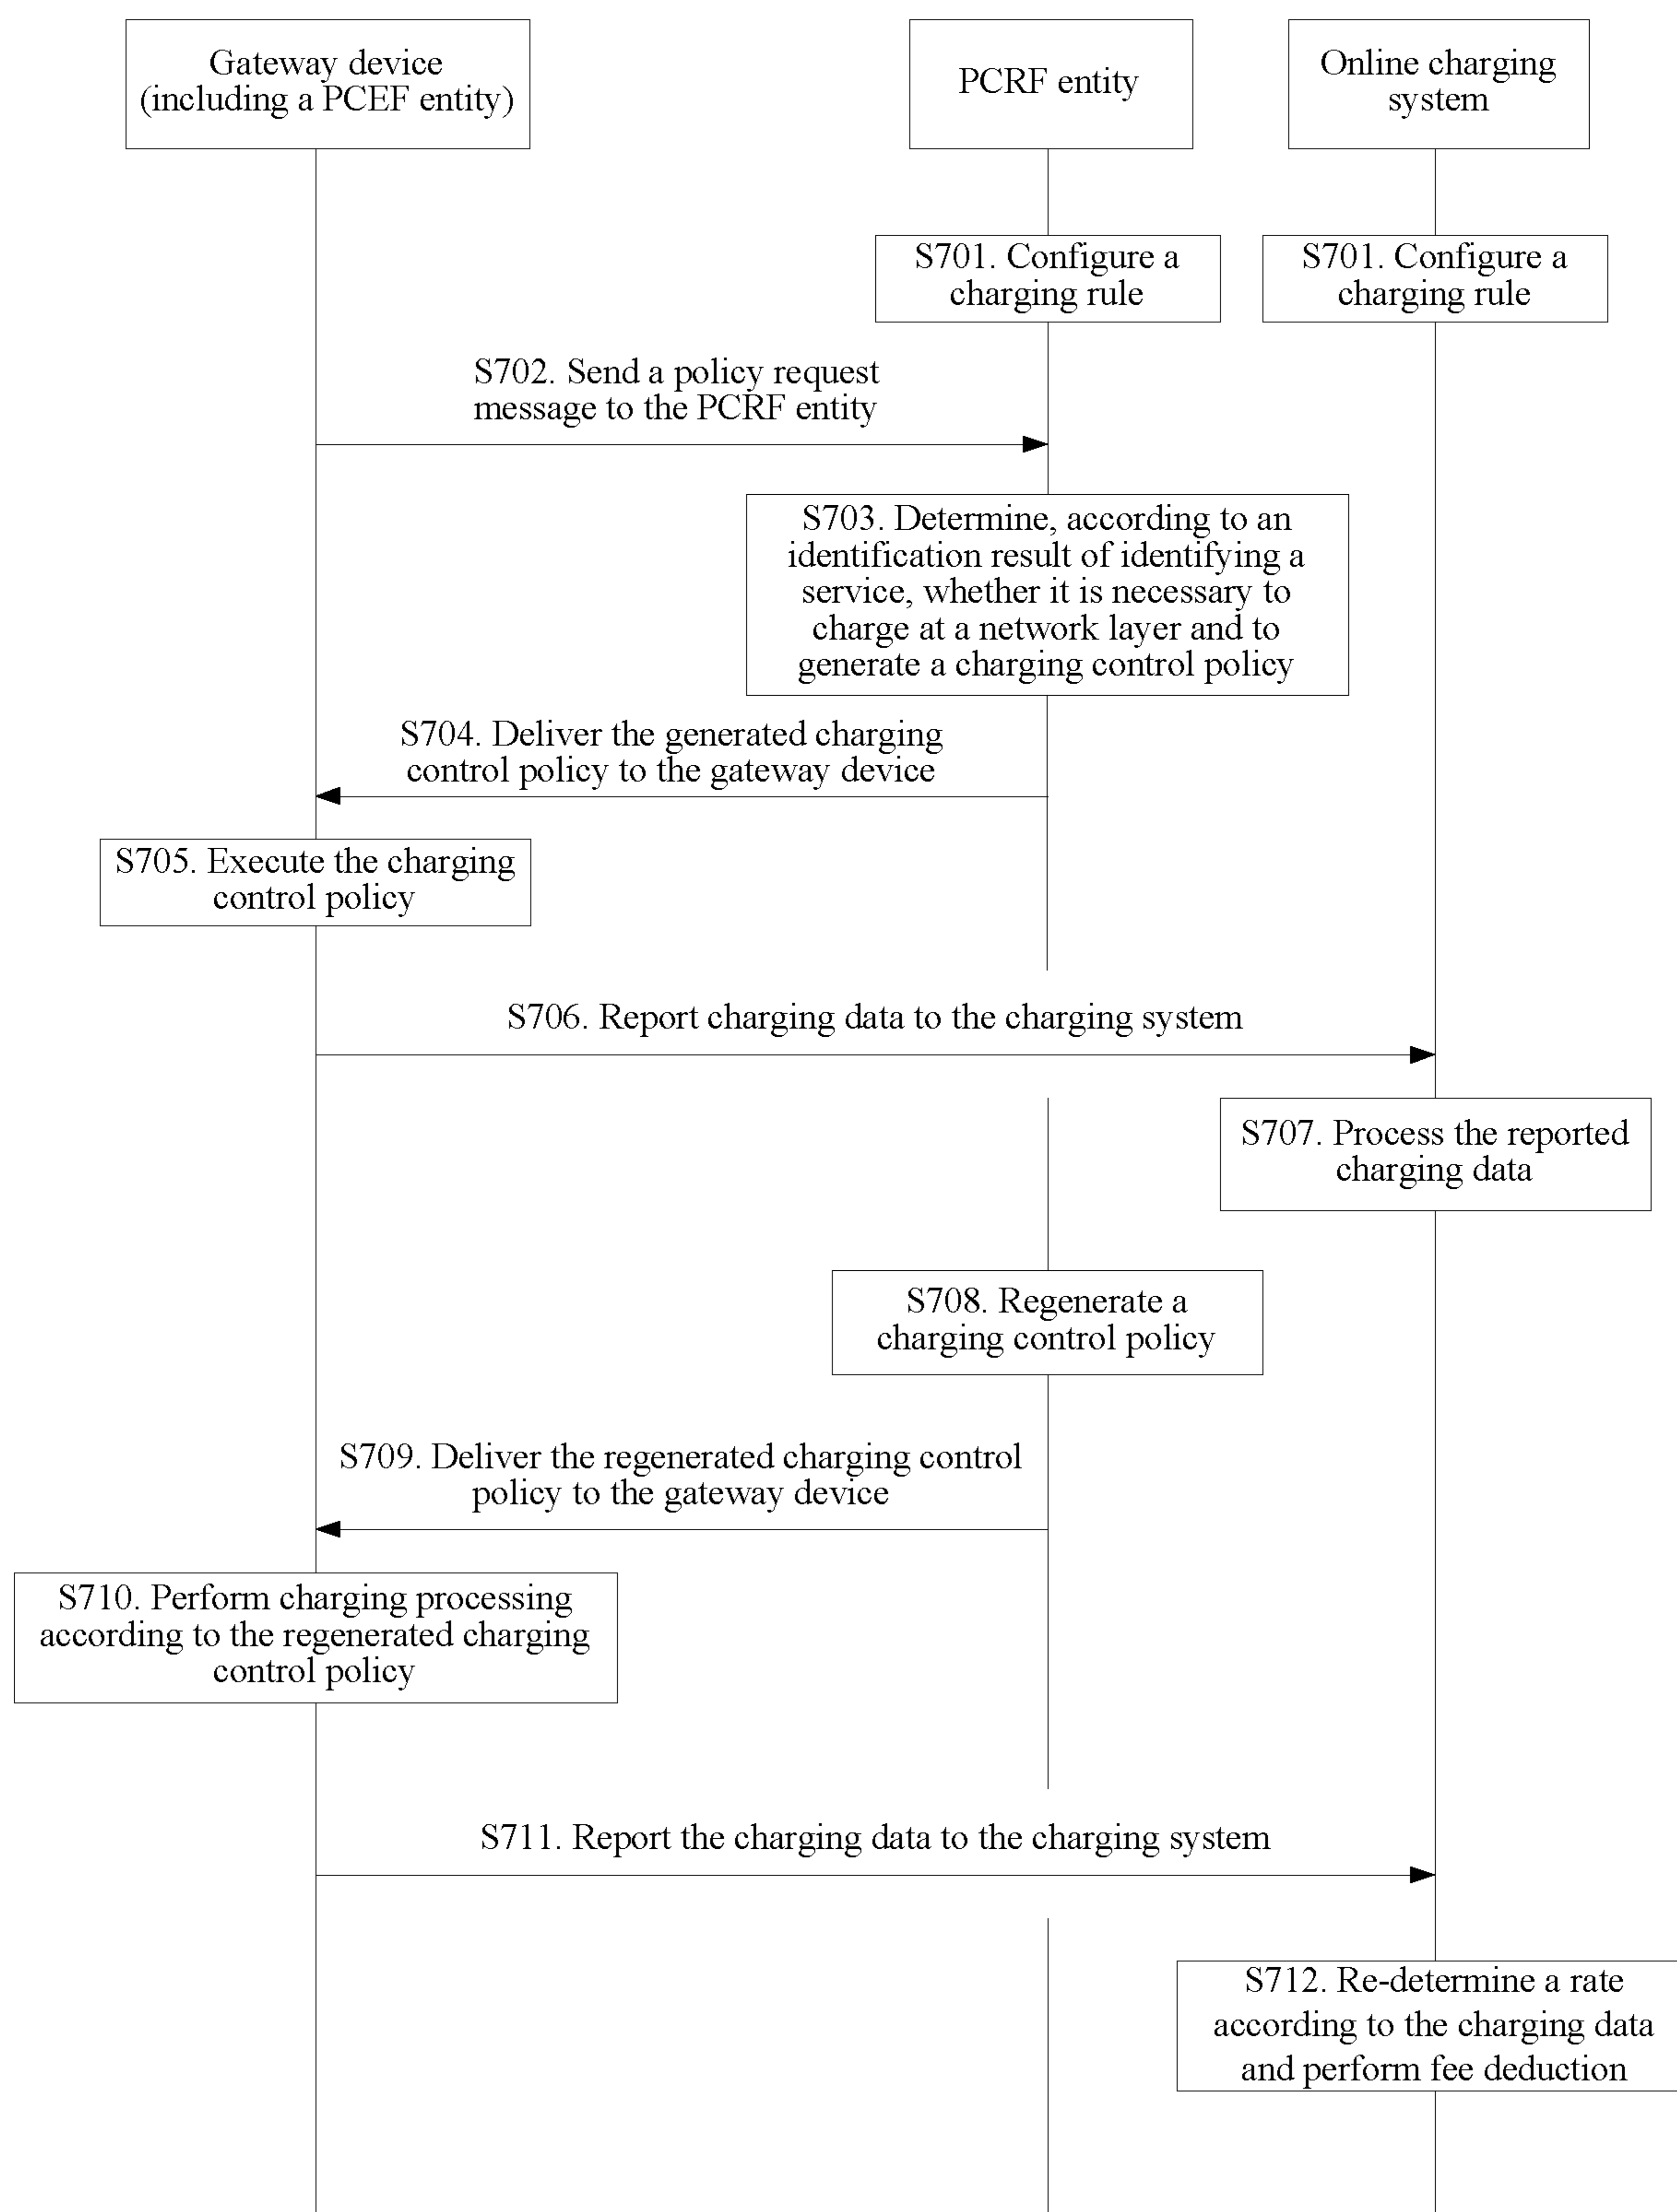 Gateway device
(including a PCEF entity)
PCRF entity
Online charging
system
S701. Configure a
charging rule
S701. Configure a
charging rule
S702. Send a policy request
message to the PCRF entity
S703. Determine, according to an
identification result of identifying a
service, whether it is necessary to
charge at a network layer and to
generate a charging control policy
S704. Deliver the generated charging
control policy to the gateway device
S705. Execute the charging
control policy
S706. Report charging data to the charging system
S707. Process the reported
charging data
S708. Regenerate a
charging control policy
S709. Deliver the regenerated charging control
policy to the gateway device
S710. Perform charging processing
according to the regenerated charging
control policy
S711. Report the charging data to the charging system
S712. Re-determine a rate
according to the charging data
and perform fee deduction